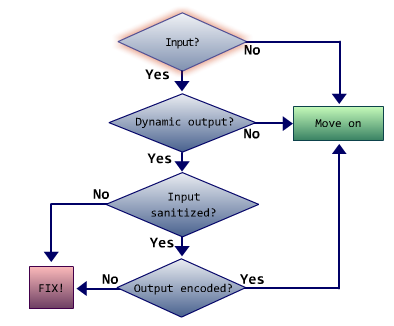 Input?
No
Yes
Dynamic output?
Move on
No
Yes
Input
sanitized?
No
Yes
FIX!
No
Output encoded?
Yes